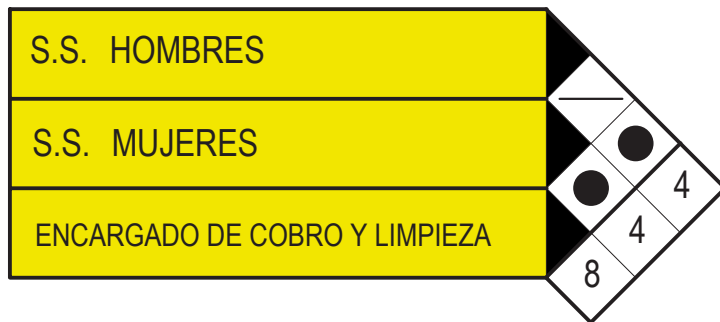 S.S. HOMBRES
S.S. MUJERES
ENCARGADO DE COBRO Y LIMPIEZA
4
4
8